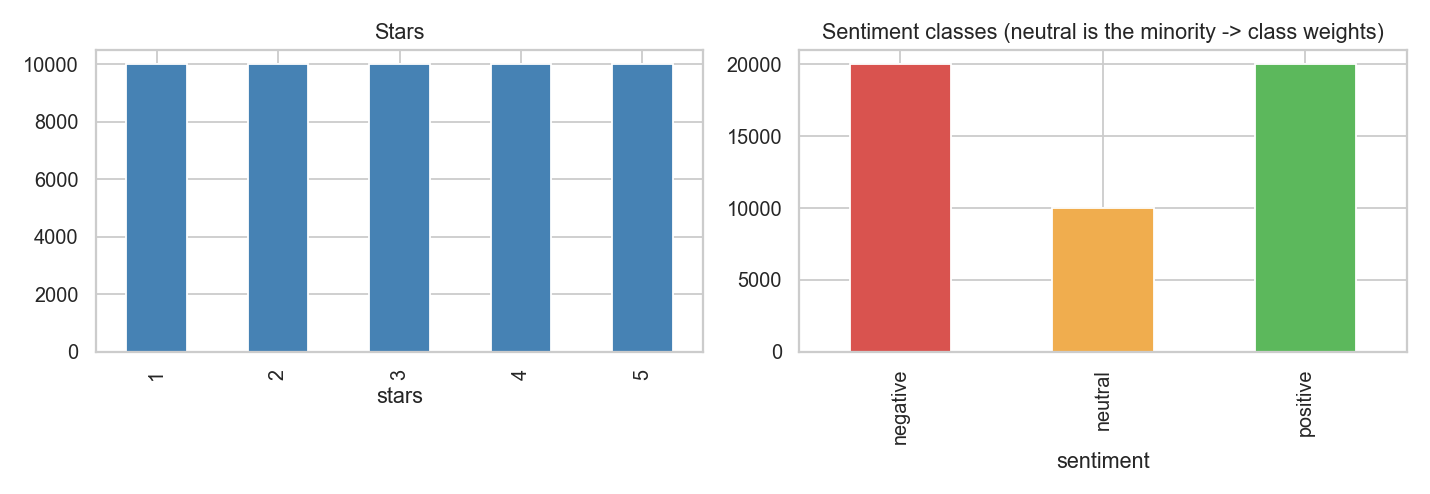 Stars
10000
8000
6000
4000
2000
0
1
2
3
4
5
stars
Sentiment classes (neutral is the minority -> class weights)
20000
15000
10000
5000
0
negative
neutral
positive
sentiment